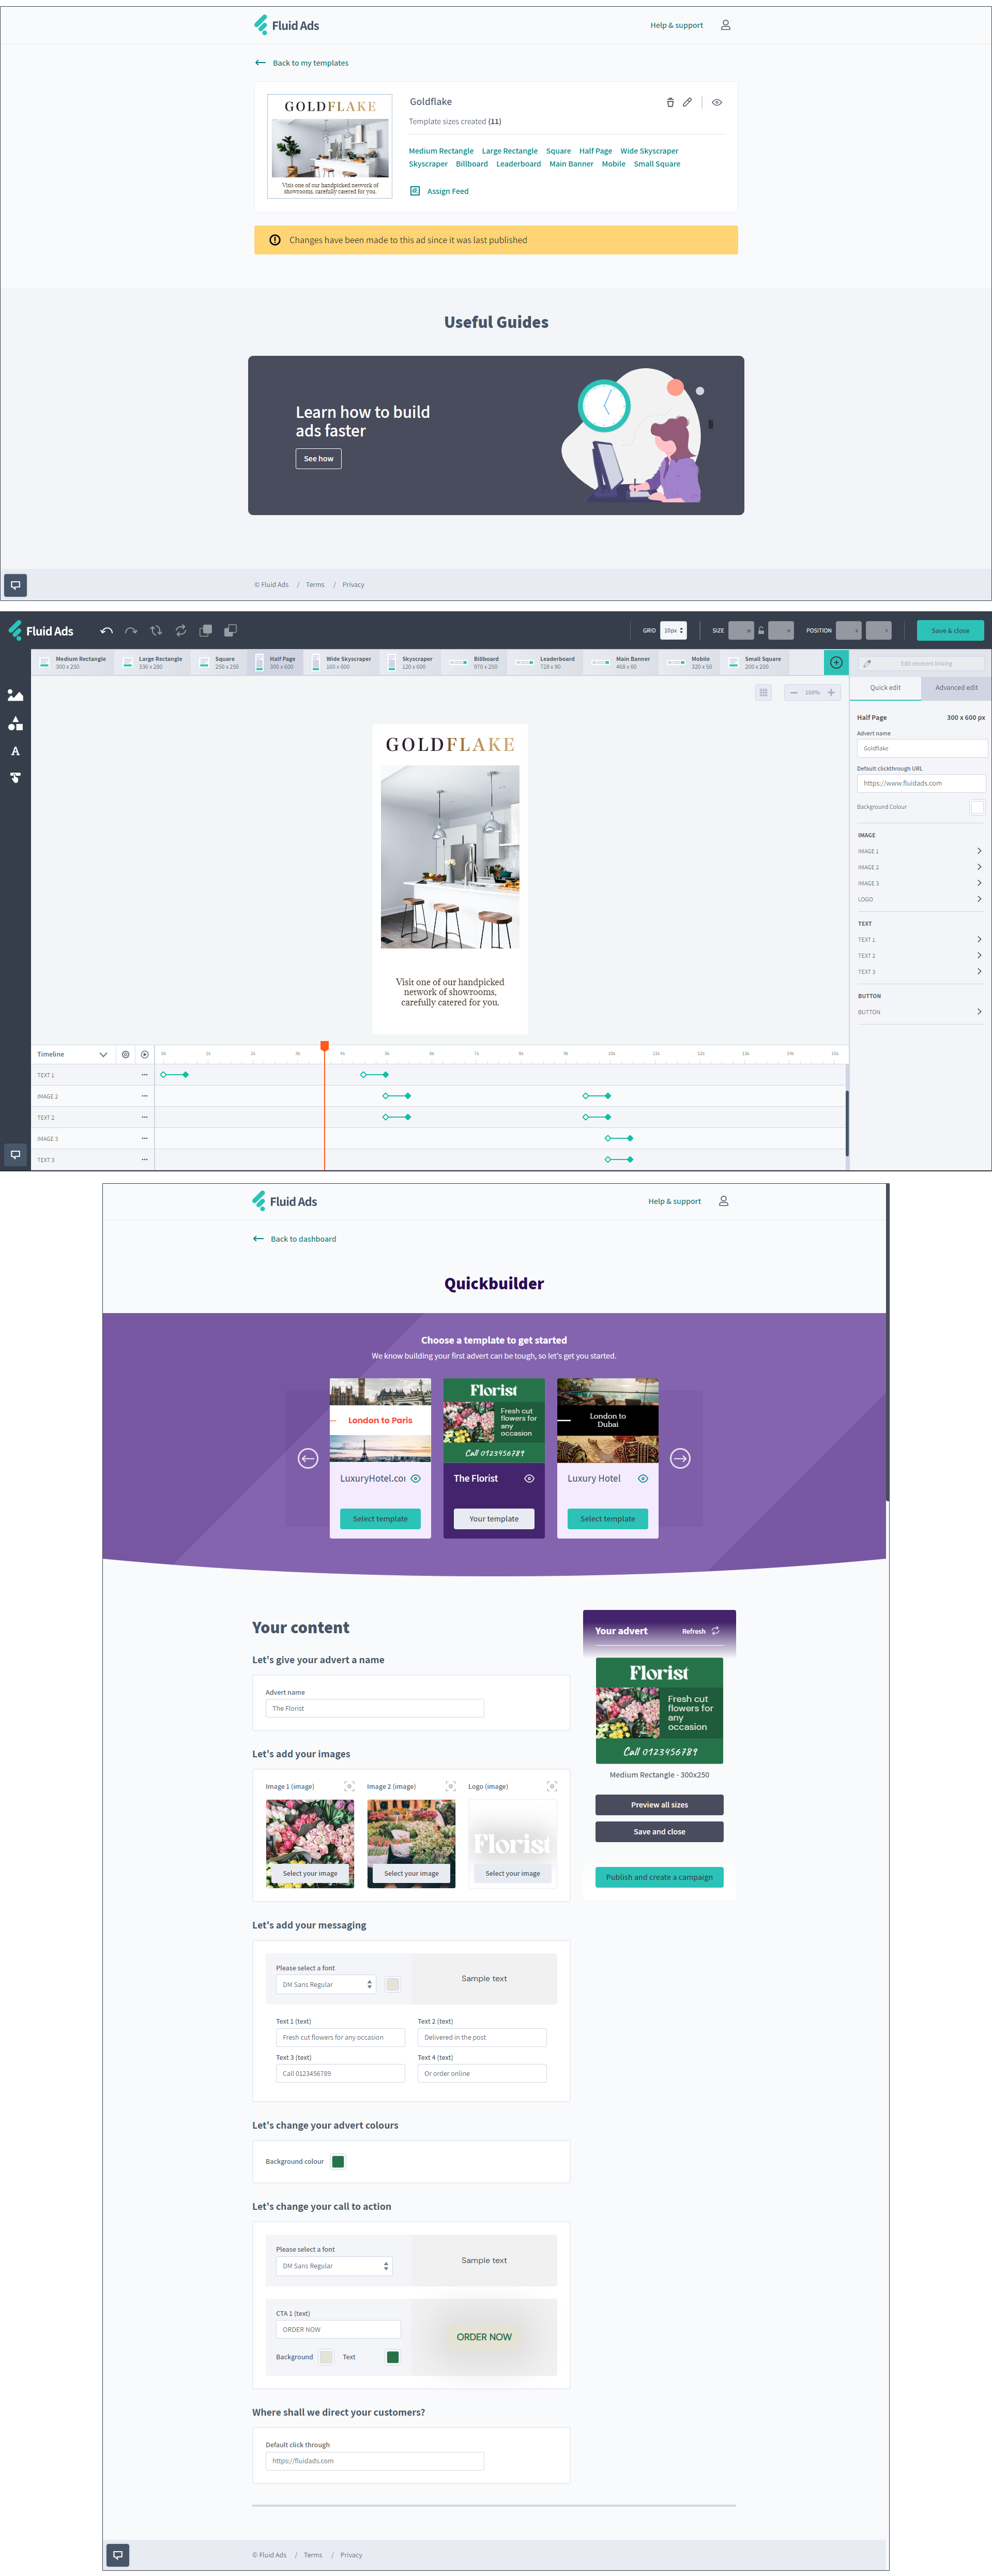 Fluid Ads
Help & support
Back to my templates
GOLDFLAKE
Goldflake
Template sizes created (11)
Medium Rectangle Large Rectangle Square Half Page Wide Skyscraper
Skyscraper Billboard Leaderboard Main Banner Mobile Small Square
Assign Feed
Visit one of our handpicked network of
showrooms, carefully catered for you.
Changes have been made to this ad since it was last published
Useful Guides
Learn how to build
ads faster
See how
© Fluid Ads / Terms / Privacy
Fluid Ads
GRID 10px SIZE W H POSITION X Y Save & close
Medium Rectangle
300 x 250
Large Rectangle
336 x 280
Square
250 x 250
Half Page
300 x 600
Wide Skyscraper
160 x 600
Skyscraper
120 x 600
Billboard
970 x 250
Leaderboard
728 x 90
Main Banner
468 x 60
Mobile
320 x 50
Small Square
200 x 200
Edit element linking
Quick edit Advanced edit
100%
A
Half Page 300 x 600 px
Advert name
Goldflake
Default clickthrough URL
https://www.fluidads.com
Background Colour
IMAGE
IMAGE 1
IMAGE 2
IMAGE 3
LOGO
TEXT
TEXT 1
TEXT 2
TEXT 3
BUTTON
BUTTON
GOLDFLAKE
Visit one of our handpicked
network of showrooms,
carefully catered for you.
Timeline 0s 1s 2s 3s 4s 5s 6s 7s 8s 9s 10s 11s 12s 13s 14s 15s
TEXT 1
IMAGE 2
TEXT 2
IMAGE 3
TEXT 3
Fluid Ads
Help & support
Back to dashboard
Quickbuilder
Choose a template to get started
We know building your first advert can be tough, so let's get you started.
London to Paris
LuxuryHotel.co
Select template
Florist
Fresh cut
flowers for
any
occasion
Call 0123456789
The Florist
Your template
London to
Dubai
Luxury Hotel
Select template
Your content
Let's give your advert a name
Advert name
The Florist
Your advert Refresh
Florist
Fresh cut
flowers for
any
occasion
Call 0123456789
Medium Rectangle - 300x250
Preview all sizes
Save and close
Publish and create a campaign
Let's add your images
Image 1 (image) Image 2 (image) Logo (image)
Florist
Select your image Select your image Select your image
Let's add your messaging
Please select a font
DM Sans Regular
Sample text
Text 1 (text) Text 2 (text)
Fresh cut flowers for any occasion Delivered in the post
Text 3 (text) Text 4 (text)
Call 0123456789 Or order online
Let's change your advert colours
Background colour
Let's change your call to action
Please select a font
DM Sans Regular
Sample text
CTA 1 (text)
ORDER NOW
ORDER NOW
Background Text
Where shall we direct your customers?
Default click through
https://fluidads.com
© Fluid Ads / Terms / Privacy